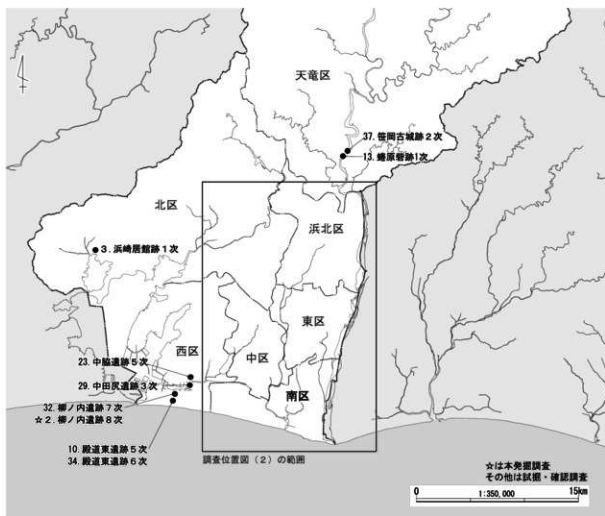 天竜区
37. 笹岡古城跡２次
13. 蜷原砦跡1次
北区
浜北区
3. 浜崎居館跡１次
東区
中区
西区
23. 中脇遺跡５次
29. 中田尻遺跡３次
南区
32. 柳ノ内遺跡７次
☆2. 柳ノ内遺跡８次
10. 殿道東遺跡５次
34. 殿道東遺跡６次
調査位置図（２）の範囲
☆は本発掘調査
その他は試掘・確認調査
0 1:350,000 15km